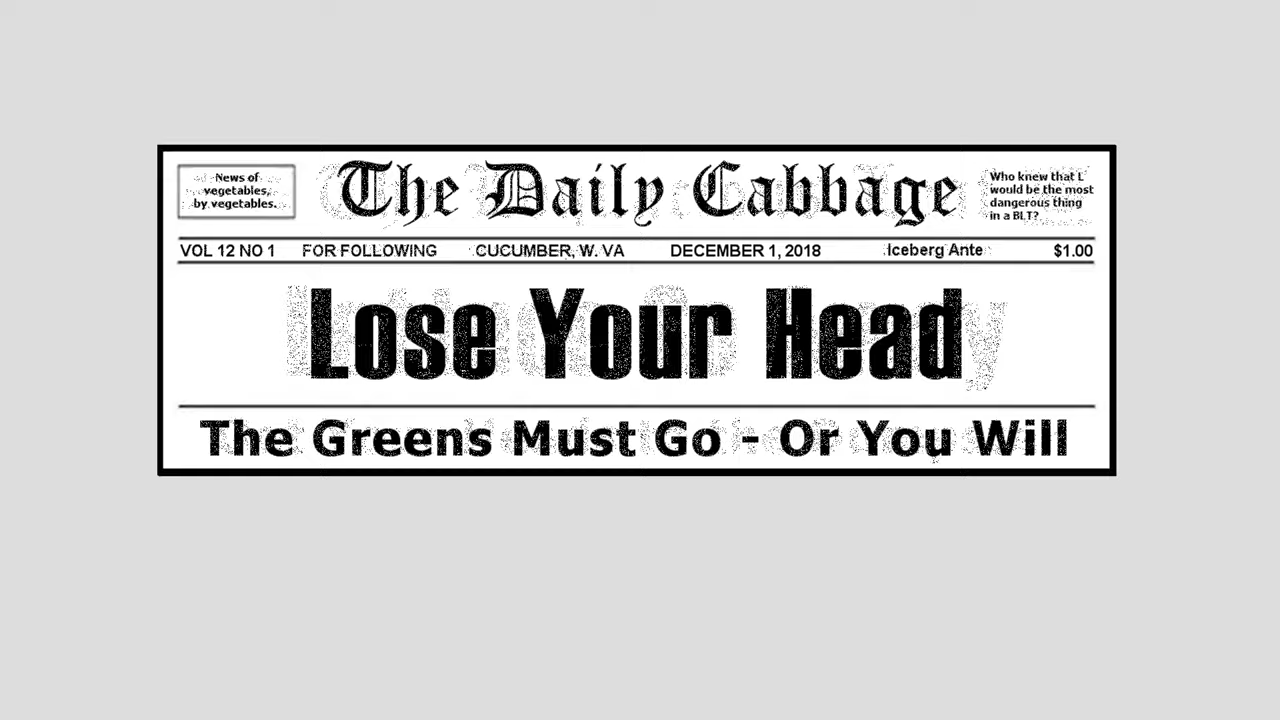 News of
vegetables,
by vegetables.
The Daily Cabbage
Who knew that L
would be the most
dangerous thing
in a BLT?
VOL 12 NO 1 FOR FOLLOWING CUCUMBER, W. VA DECEMBER 1, 2018 Iceberg Ante $1.00
Lose Your Head
The Greens Must Go - Or You Will